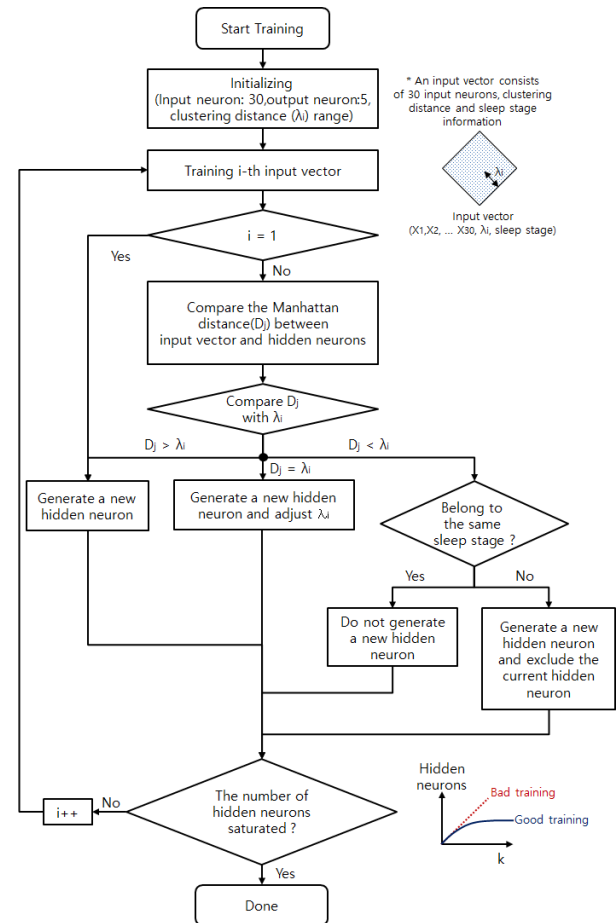 Start Training
Initializing
(Input neuron: 30,output neuron:5,
clustering distance (λi) range)
* An input vector consists
of 30 input neurons, clustering
distance and sleep stage
information
λi
Input vector
(X1,X2, ... X30, λi, sleep stage)
Training i-th input vector
i = 1
Yes
No
Compare the Manhattan
distance(Dj) between
input vector and hidden neurons
Compare Dj
with λi
Dj > λi
Dj < λi
Dj = λi
Generate a new
hidden neuron
Generate a new hidden
neuron and adjust λi
Belong to
the same
sleep stage ?
Yes
No
Do not generate
a new hidden
neuron
Generate a new
hidden neuron
and exclude the
current hidden
neuron
The number of
hidden neurons
saturated ?
No
i++
Yes
Done
Hidden
neurons
Bad training
Good training
k